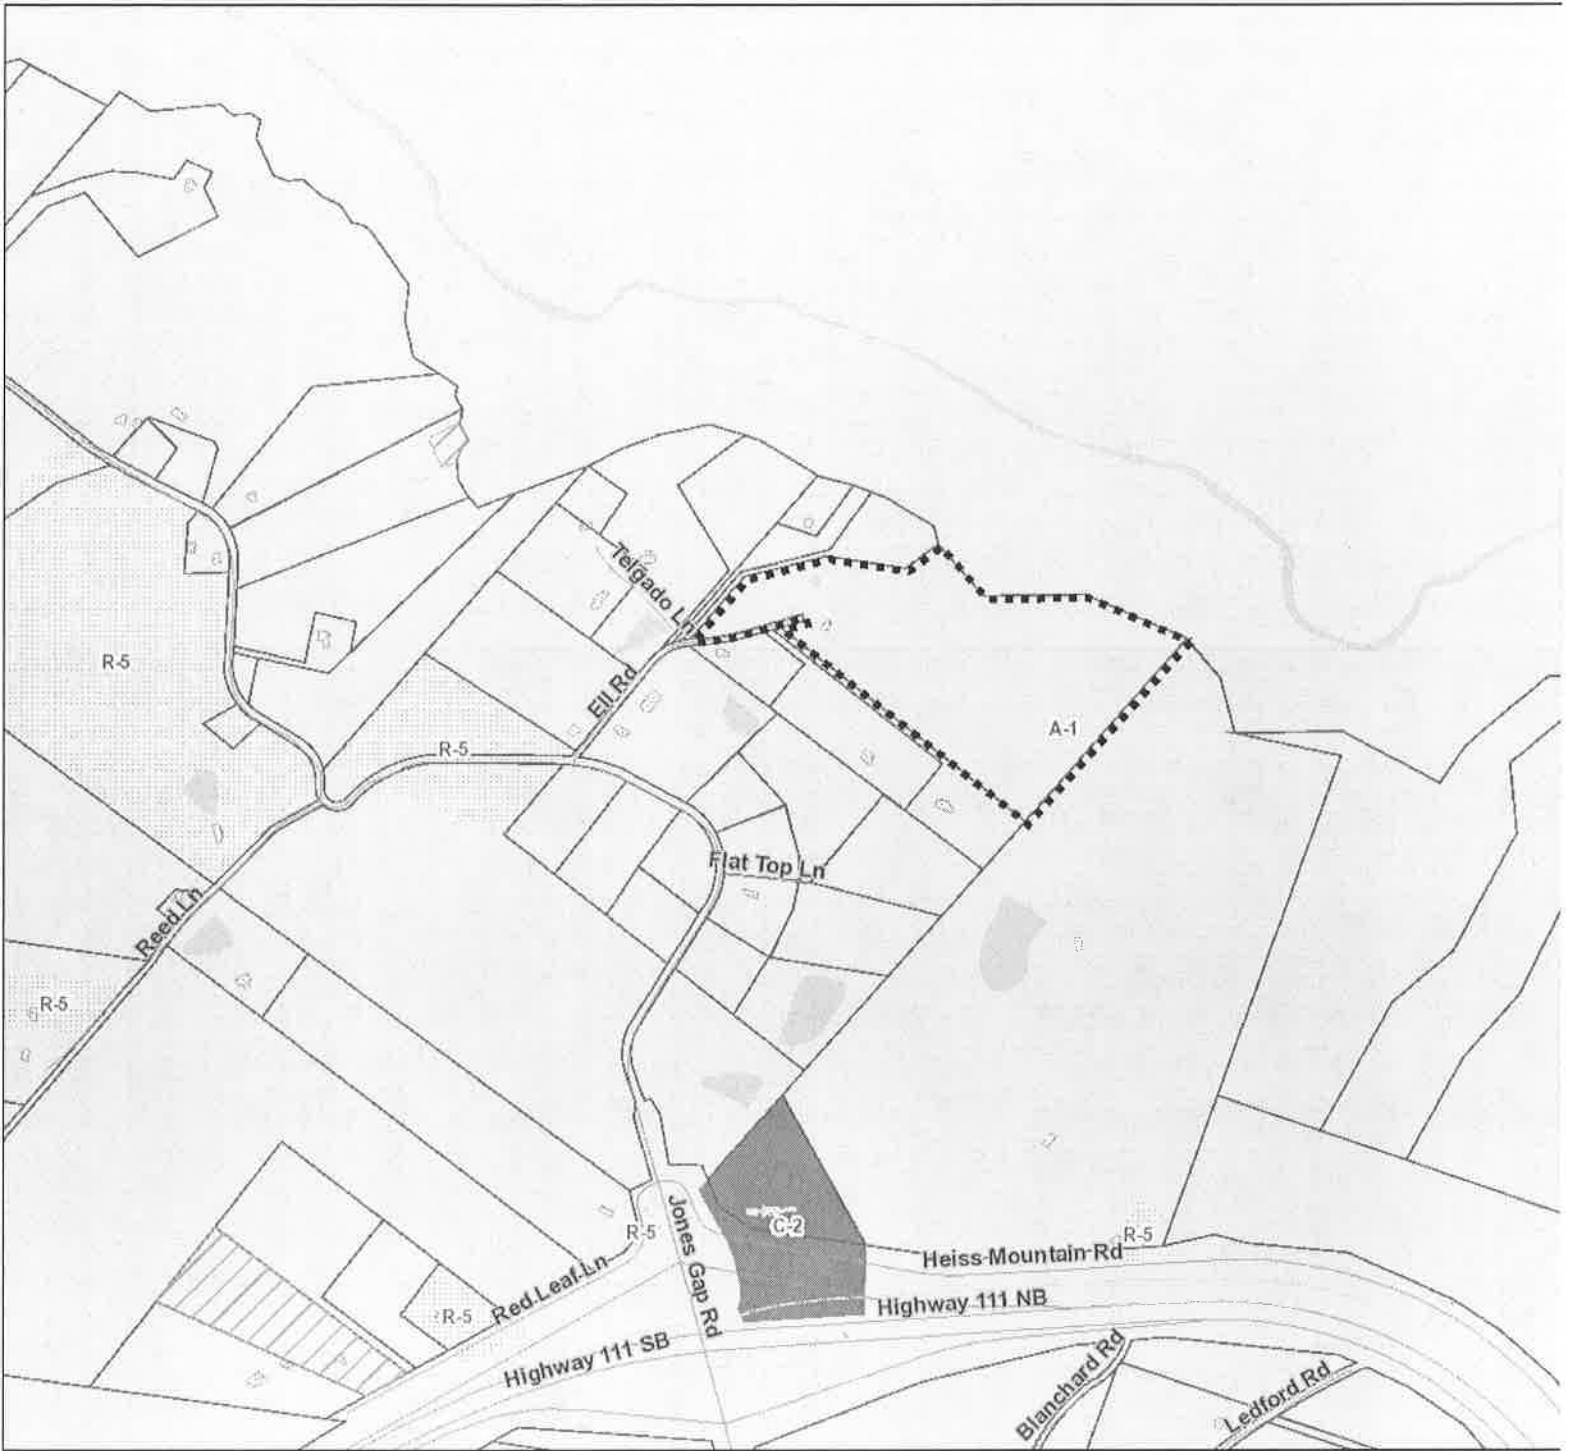 Telgado Ln
R-5
Ell Rd
A-1
R-5
Flat Top Ln
Reed Ln
R-5
Jones Gap Rd
C-2
R-5
R-5
Heiss Mountain Rd
Red Leaf Ln
R-5
Highway 111 NB
Highway 111 SB
Blanchard Rd
Ledford Rd